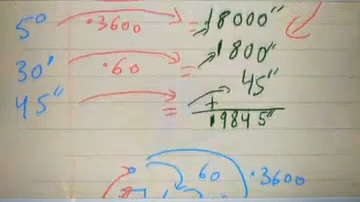 5° .3600 = 18000"
30' .60 = 1800"
45" = + 45"
19845"
° 60 .3600